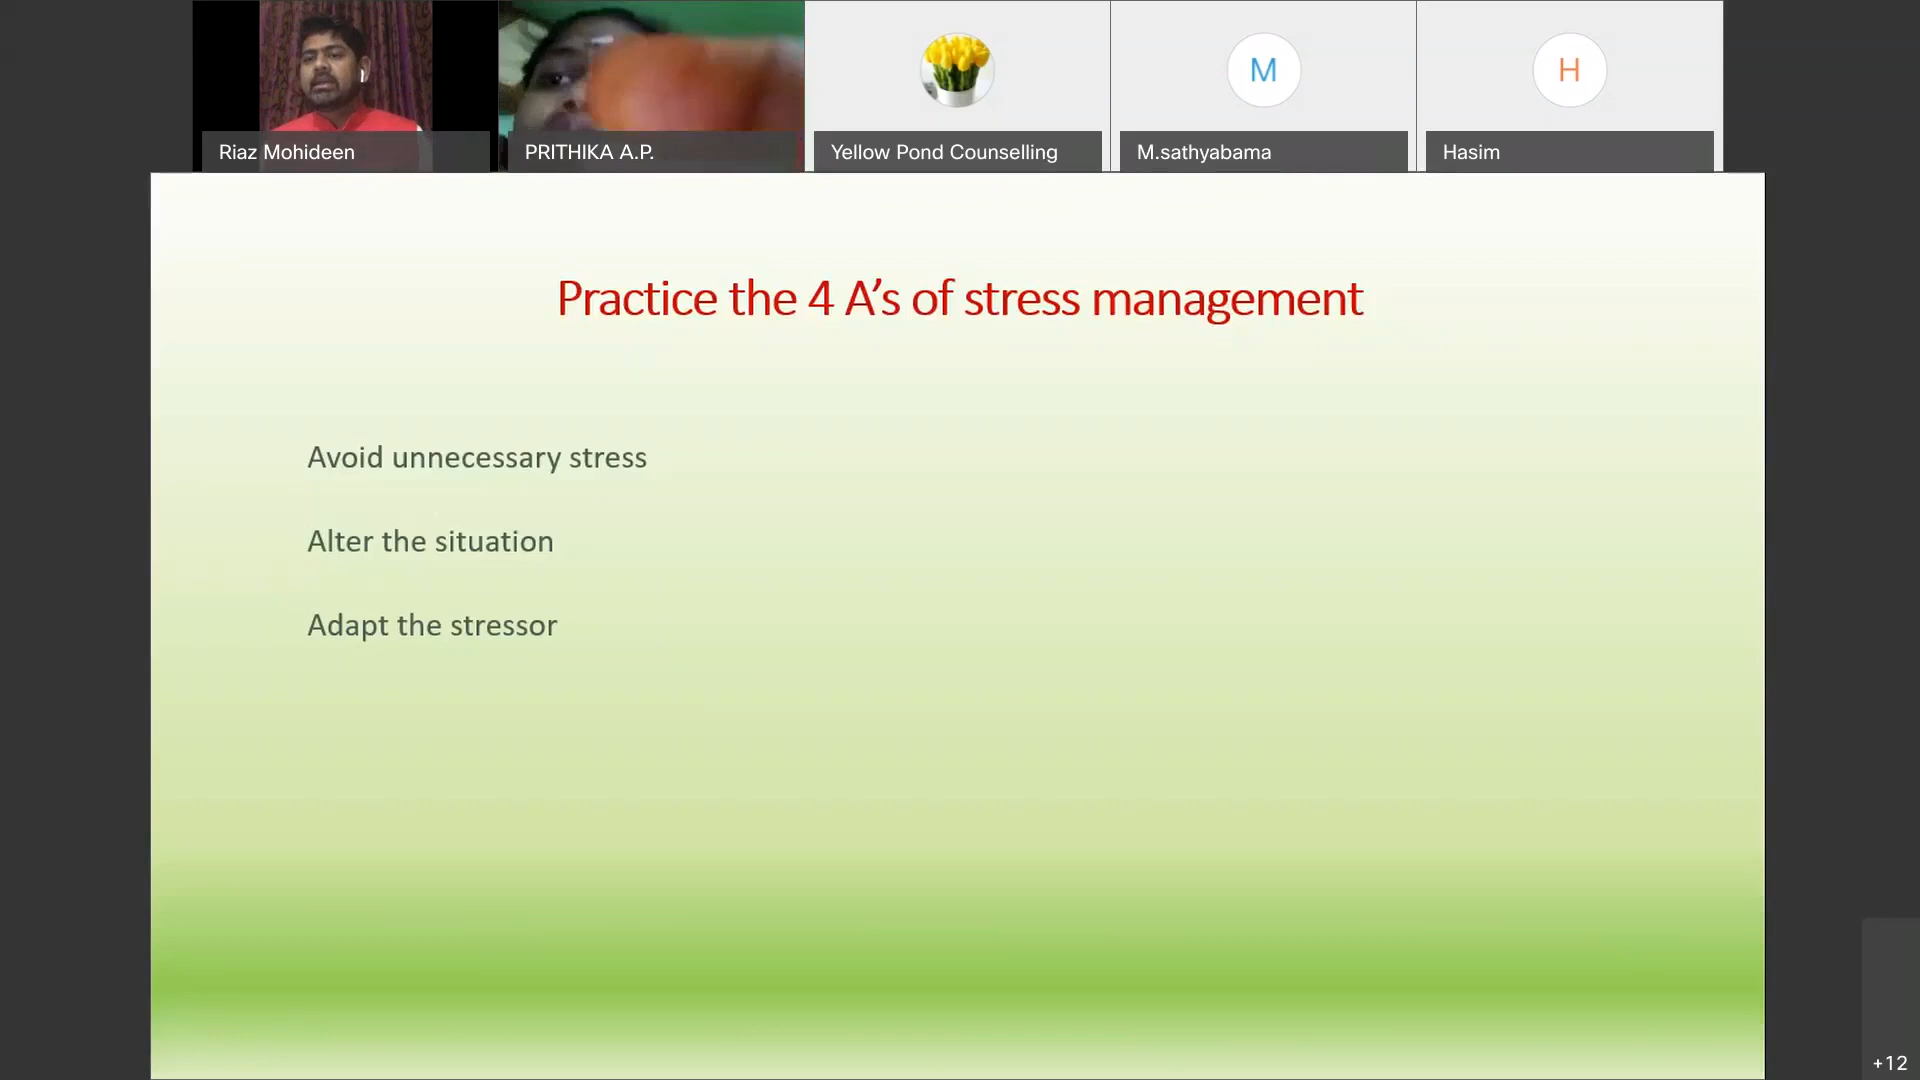 Riaz Mohideen
PRITHIKA A.P.
Yellow Pond Counselling
M
M.sathyabama
H
Hasim
Practice the 4 A’s of stress management
Avoid unnecessary stress
Alter the situation
Adapt the stressor
+12